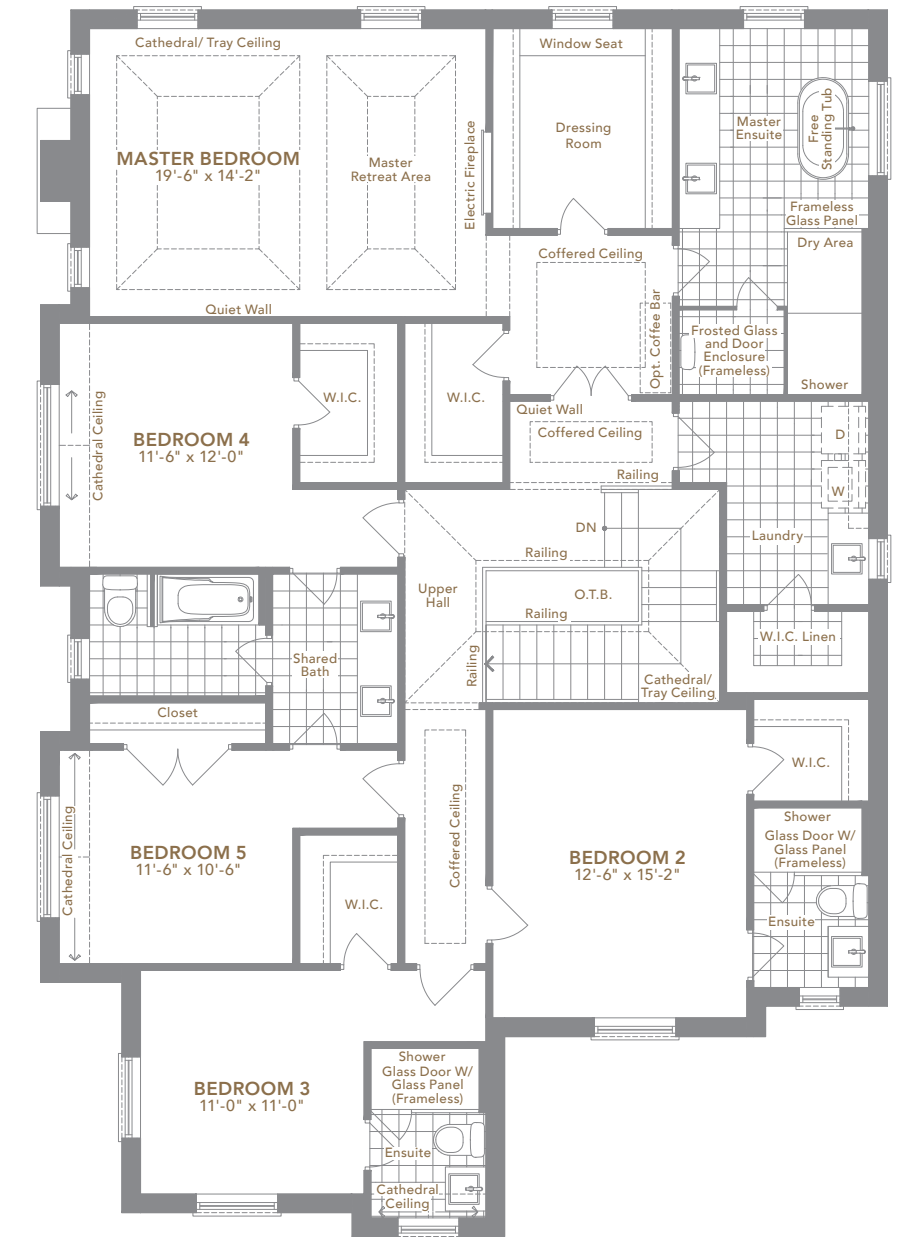 Cathedral/ Tray Ceiling
MASTER BEDROOM
19'-6" x 14'-2"
Master
Retreat Area
Electric Fireplace
Quiet Wall
Window Seat
Dressing
Room
Master
Ensuite
Free
Standing Tub
Frameless
Glass Panel
Dry Area
Shower
Frosted Glass
and Door
Enclosure
(Frameless)
Coffered Ceiling
Opt. Coffee Bar
Quiet Wall
Coffered Ceiling
Railing
W.I.C.
W.I.C.
Cathedral Ceiling
BEDROOM 4
11'-6" x 12'-0"
D
W
Laundry
W.I.C. Linen
DN
Railing
O.T.B.
Railing
Upper
Hall
Railing
Cathedral/
Tray Ceiling
Shared
Bath
Closet
Cathedral Ceiling
BEDROOM 5
11'-6" x 10'-6"
W.I.C.
Coffered Ceiling
BEDROOM 2
12'-6" x 15'-2"
W.I.C.
Shower
Glass Door W/
Glass Panel
(Frameless)
Ensuite
BEDROOM 3
11'-0" x 11'-0"
Shower
Glass Door W/
Glass Panel
(Frameless)
Ensuite
Cathedral
Ceiling